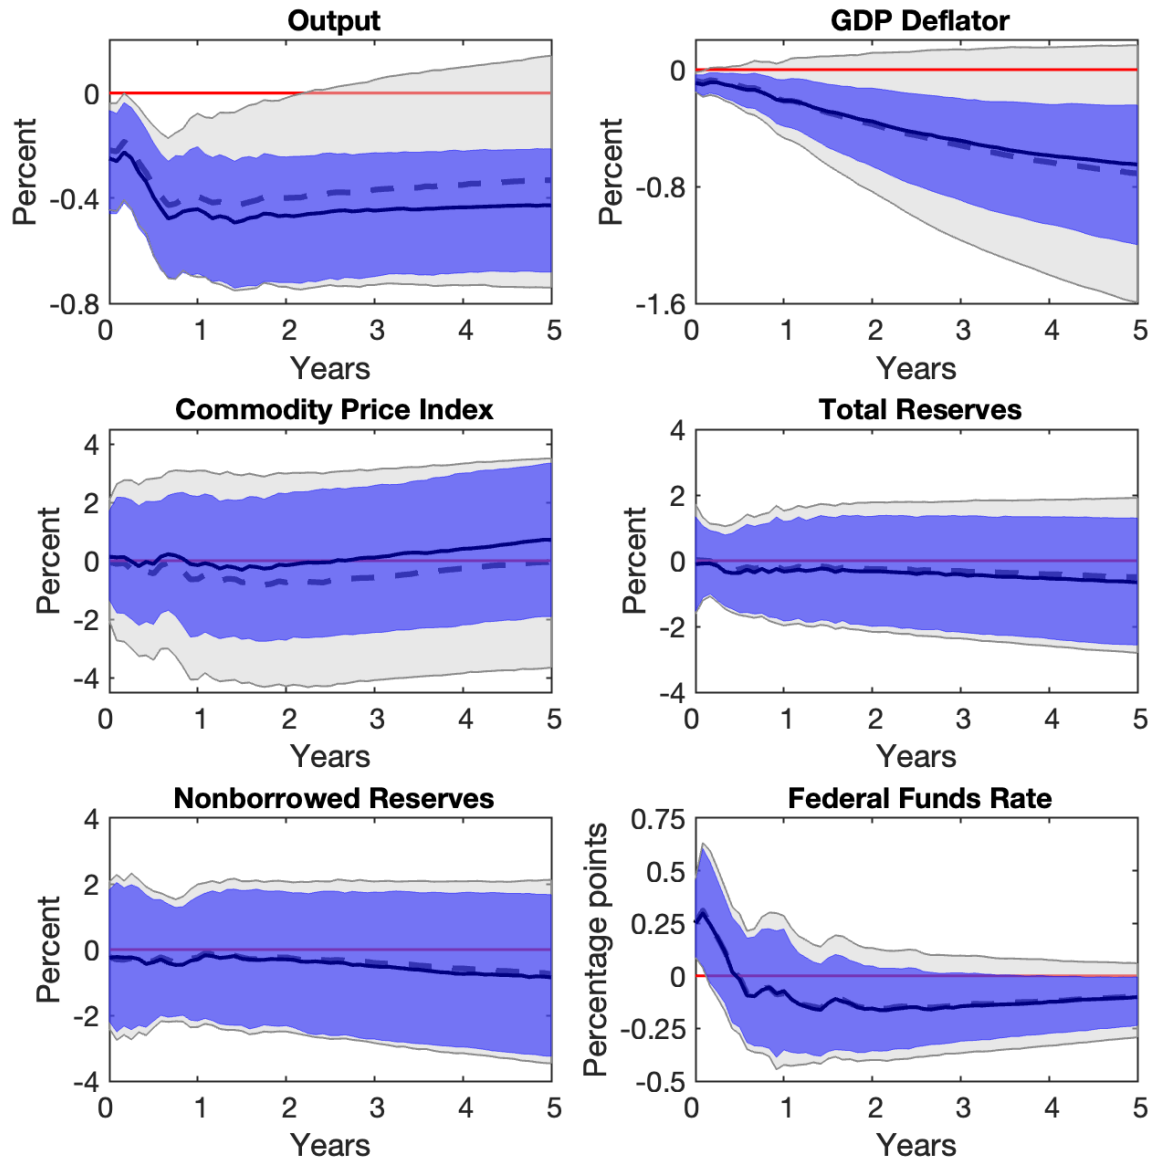 Output
0
-0.4
-0.8
Percent
0 1 2 3 4 5
Years
GDP Deflator
0
-0.8
-1.6
Percent
0 1 2 3 4 5
Years
Commodity Price Index
4
2
0
-2
-4
Percent
0 1 2 3 4 5
Years
Total Reserves
4
2
0
-2
-4
Percent
0 1 2 3 4 5
Years
Nonborrowed Reserves
4
2
0
-2
-4
Percent
0 1 2 3 4 5
Years
Federal Funds Rate
0.75
0.5
0.25
0
-0.25
-0.5
Percentage points
0 1 2 3 4 5
Years